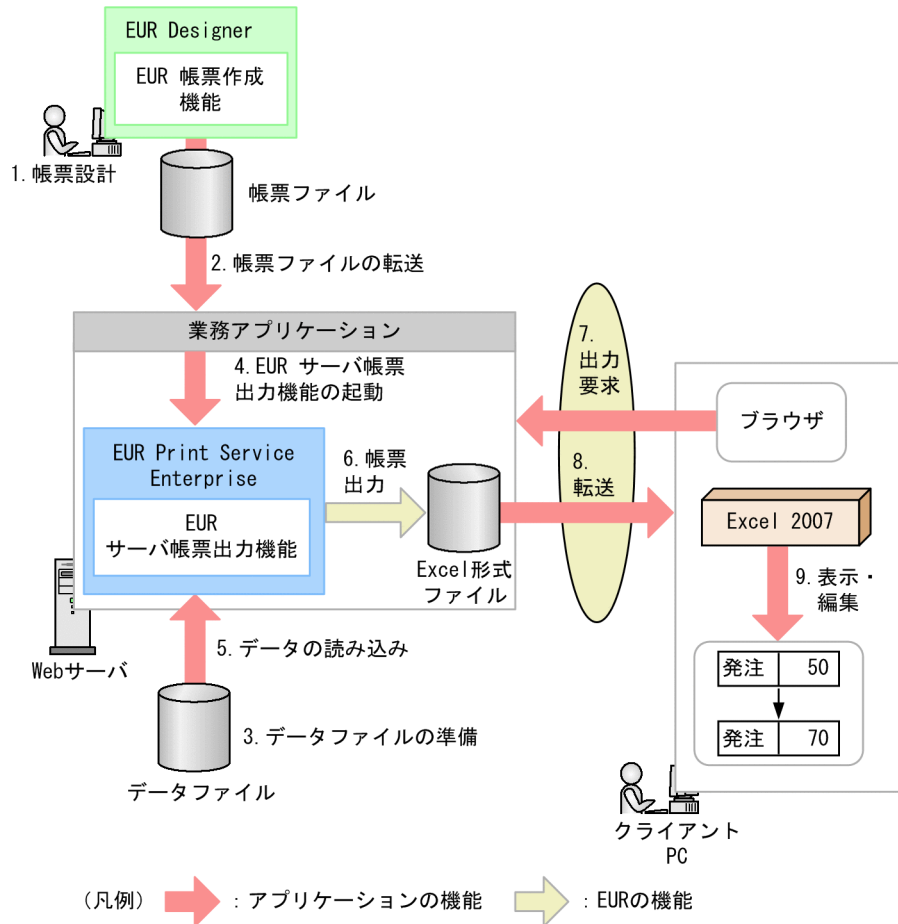 EUR Designer
EUR 帳票作成
機能
1.帳票設計
帳票ファイル
2.帳票ファイルの転送
業務アプリケーション
4.EUR サーバ帳票
出力機能の起動
7.
出力
要求
ブラウザ
EUR Print Service
Enterprise
EUR
サーバ帳票出力機能
6.帳票
出力
8.
転送
Excel 2007
Excel形式
ファイル
9.表示・
編集
Webサーバ
5.データの読み込み
発注 50
発注 70
3.データファイルの準備
データファイル
クライアント
PC
(凡例) :アプリケーションの機能 :EURの機能